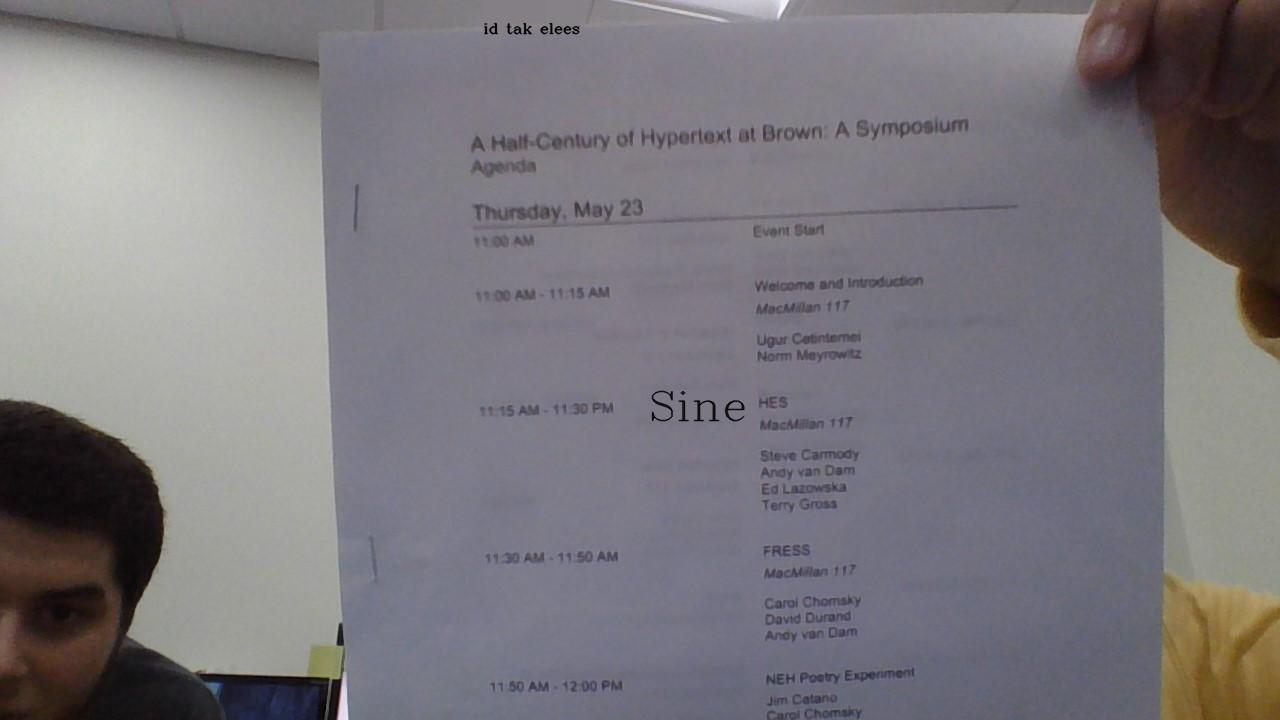 id tak elees
A Half-Century of Hypertext at Brown: A Symposium
Agenda
Thursday, May 23
11:00 AM Event Start
11:00 AM - 11:15 AM Welcome and Introduction
MacMillan 117
Ugur Cetintemel
Norm Meyrowitz
11:15 AM - 11:30 PM Sine HES
MacMillan 117
Steve Carmody
Andy van Dam
Ed Lazowska
Terry Gross
11:30 AM - 11:50 AM FRESS
MacMillan 117
Carol Chomsky
David Durand
Andy van Dam
11:50 AM - 12:00 PM NEH Poetry Experiment
Jim Catano
Carol Chomsky